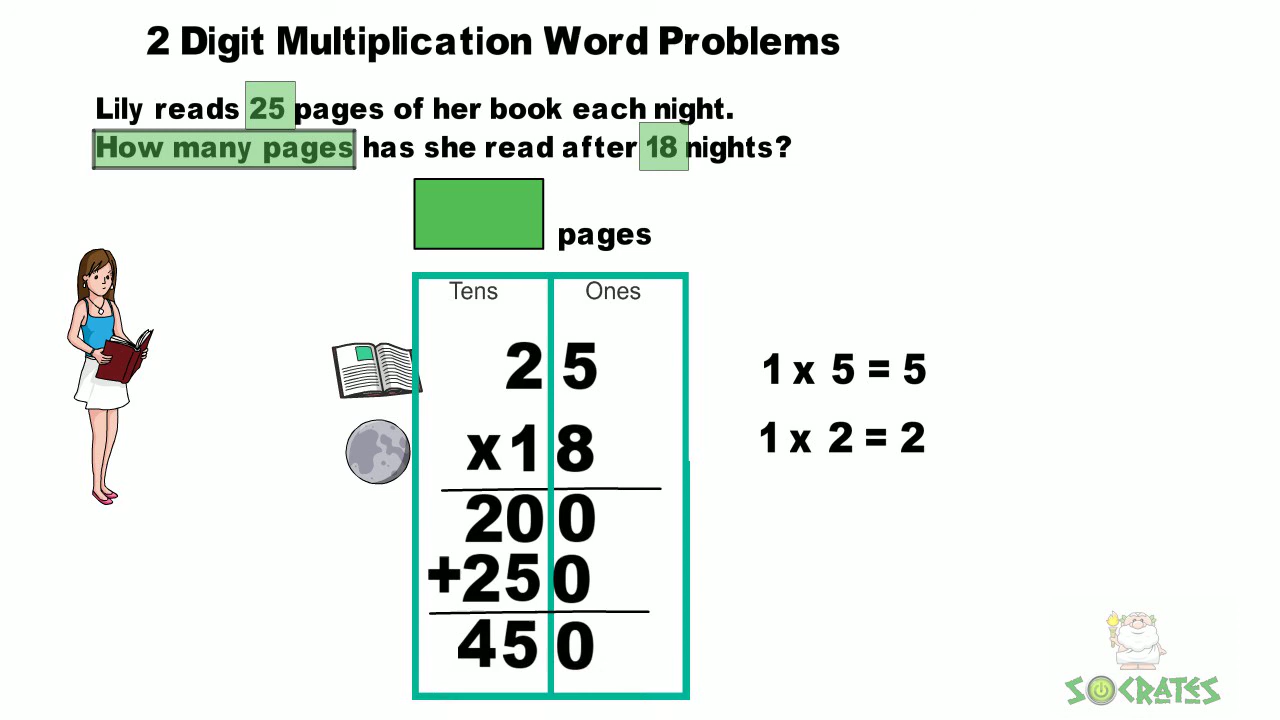 2 Digit Multiplication Word Problems
Lily reads 25 pages of her book each night.
How many pages has she read after 18 nights?
pages
Tens Ones
25
x18
200
+250
450
1 x 5 = 5
1 x 2 = 2
SOCRATES